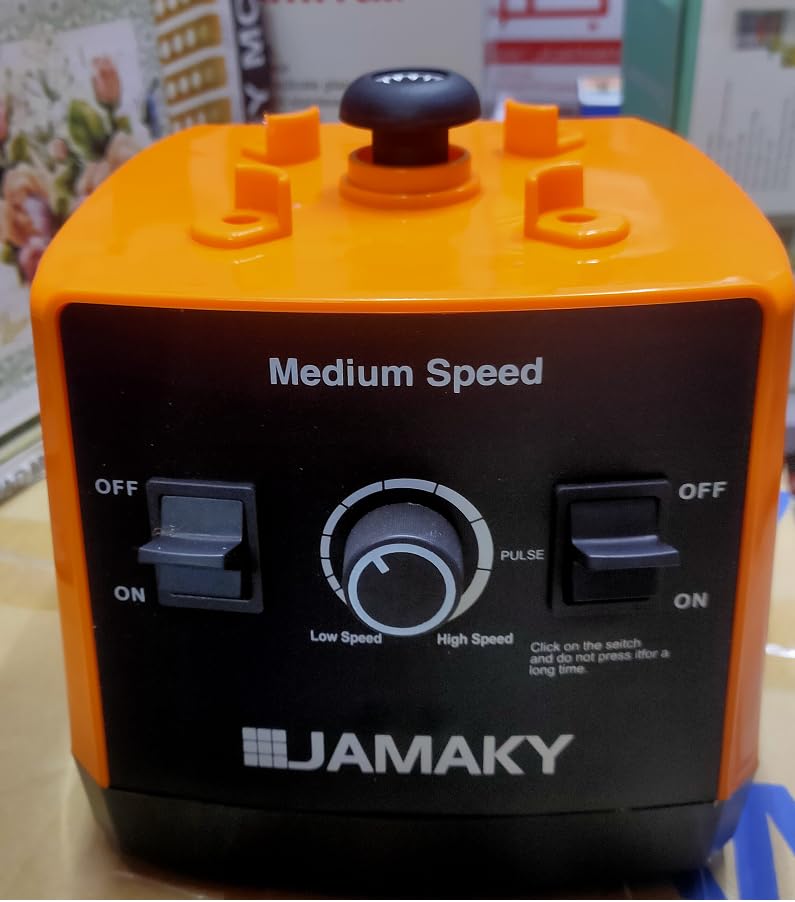 Medium Speed
OFF
OFF
PULSE
ON
ON
Low Speed
High Speed
Click on the seitch
and do not press itfor a
long time.
JAMAKY